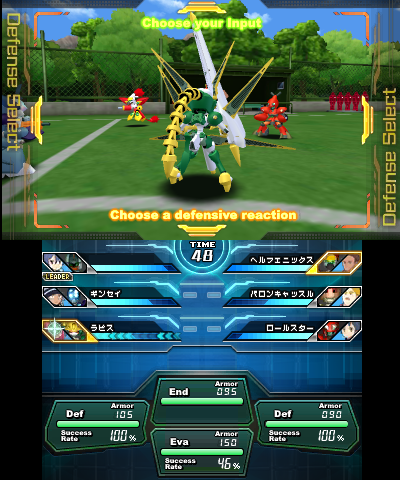 Choose your Input
Defense Select
Defense Select
Choose a defensive reaction
TIME
48
LEADER
ヘルフェニックス
ギンセイ
バロンキャッスル
ラピス
ロールスター
End
Armor
095
Def
Armor
105
Success
Rate
100%
Def
Armor
090
Success
Rate
100%
Eva
Armor
150
Success
Rate
46%